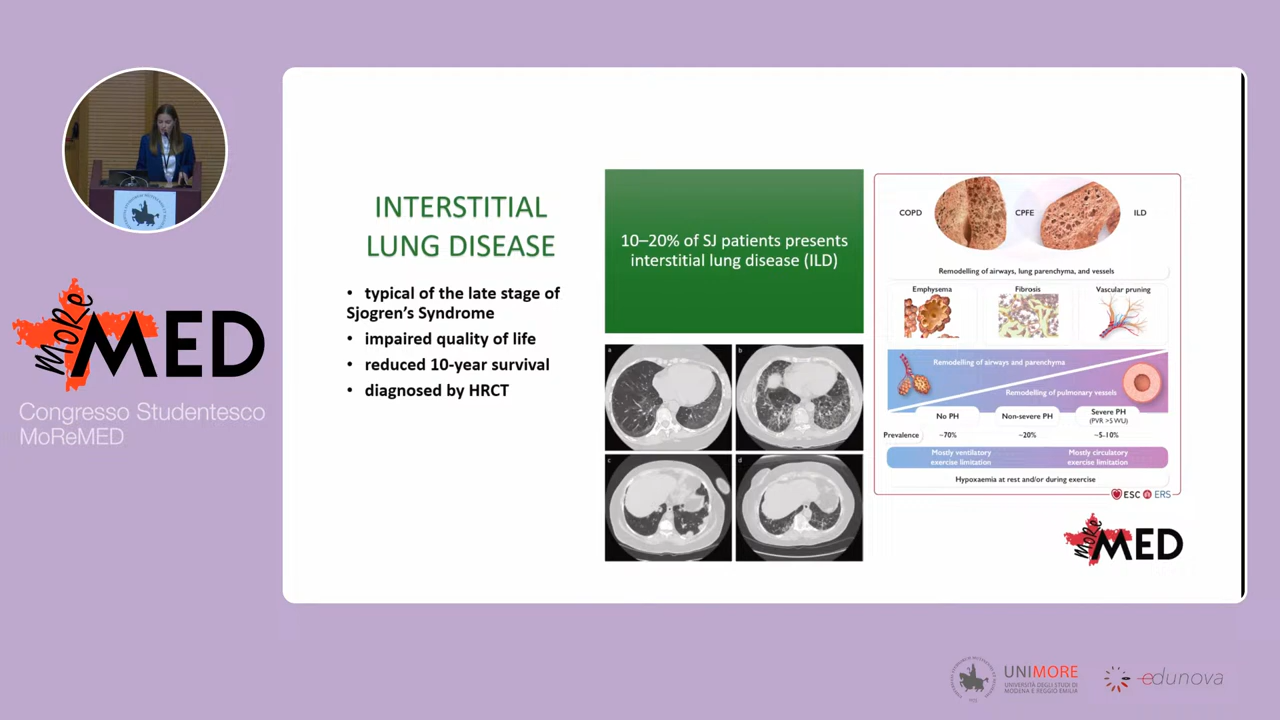 MoRe MED
Congresso Studentesco
MoReMED
INTERSTITIAL
LUNG DISEASE
• typical of the late stage of
Sjogren's Syndrome
• impaired quality of life
• reduced 10-year survival
• diagnosed by HRCT
10–20% of SJ patients presents
interstitial lung disease (ILD)
a
b
c
d
COPD
CPFE
ILD
Remodelling of airways, lung parenchyma, and vessels
Emphysema
Fibrosis
Vascular pruning
Remodelling of airways and parenchyma
Remodelling of pulmonary vessels
No PH
Non-severe PH
Severe PH
(PVR >5 WU)
Prevalence
~70%
~20%
~5-10%
Mostly ventilatory
exercise limitation
Mostly circulatory
exercise limitation
Hypoxaemia at rest and/or during exercise
ESC ERS
MoRe MED
UNIMORE
UNIVERSITÀ DEGLI STUDI DI
MODENA E REGGIO EMILIA
edunova